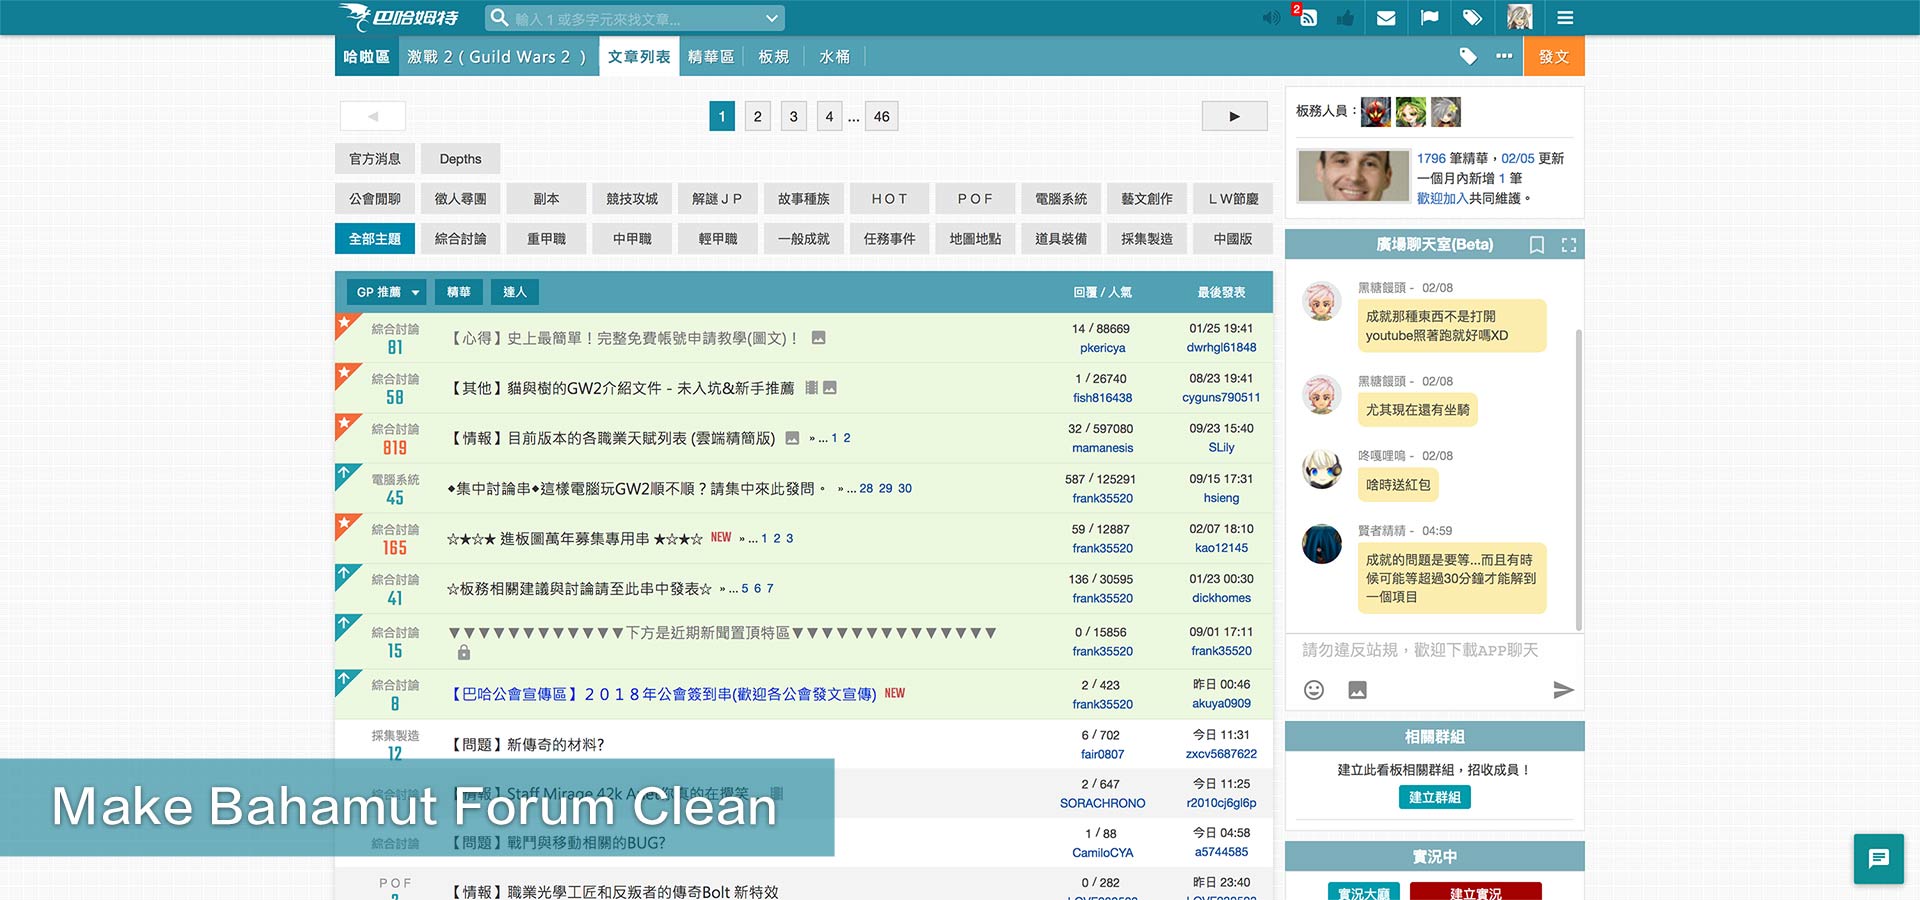 巴哈姆特
輸入 1 或多字元來找文章...
2
哈啦區 激戰 2 ( Guild Wars 2 ) 文章列表 精華區 板規 水桶 發文
◀ 1 2 3 4 ... 46 ▶
官方消息 Depths
公會閒聊 徵人尋團 副本 競技攻城 解謎JP 故事種族 HOT POF 電腦系統 藝文創作 LW節慶
全部主題 綜合討論 重甲職 中甲職 輕甲職 一般成就 任務事件 地圖地點 道具裝備 採集製造 中國版
GP 推薦 精華 達人 回覆 / 人氣 最後發表
綜合討論 81 【心得】史上最簡單！完整免費帳號申請教學(圖文)！ 14 / 88669 pkericya 01/25 19:41 dwrhgl61848
綜合討論 58 【其他】貓與樹的GW2介紹文件 - 未入坑&新手推薦 1 / 26740 fish816438 08/23 19:41 cyguns790511
綜合討論 819 【情報】目前版本的各職業天賦列表 (雲端精簡版) » ... 1 2 32 / 597080 mamanesis 09/23 15:40 SLily
電腦系統 45 ◆集中討論串◆這樣電腦玩GW2順不順？請集中來此發問。 » ... 28 29 30 587 / 125291 frank35520 09/15 17:31 hsieng
綜合討論 165 ☆★☆★ 進板圖萬年募集專用串 ★☆★☆ NEW » ... 1 2 3 59 / 12887 frank35520 02/07 18:10 kao12145
綜合討論 41 ☆板務相關建議與討論請至此串中發表☆ » ... 5 6 7 136 / 30595 frank35520 01/23 00:30 dickhomes
綜合討論 15 ▼▼▼▼▼▼▼▼▼▼▼▼下方是近期新聞置頂特區▼▼▼▼▼▼▼▼▼▼▼▼▼▼ 0 / 15856 frank35520 09/01 17:11 frank35520
綜合討論 8 【巴哈公會宣傳區】２０１８年公會簽到串(歡迎各公會發文宣傳) NEW 2 / 423 frank35520 昨日 00:46 akuya0909
採集製造 12 【問題】新傳奇的材料? 6 / 702 fair0807 今日 11:31 zxcv5687622
綜合討論 【情報】Staff Mirage 42k 2 / 647 SORACHRONO 今日 11:25 r2010cj6gl6p
綜合討論 【問題】戰鬥與移動相關的BUG? 1 / 88 CamiloCYA 今日 04:58 a5744585
POF 【情報】職業光學工匠和反叛者的傳奇Bolt 新特效 0 / 282 昨日 23:40
Make Bahamut Forum Clean
板務人員：
1796 筆精華，02/05 更新
一個月內新增 1 筆
歡迎加入共同維護。
廣場聊天室(Beta)
黑糖饅頭 - 02/08
成就那種東西不是打開
youtube照著跑就好嗎XD
黑糖饅頭 - 02/08
尤其現在還有坐騎
咚嘎哩嗚 - 02/08
啥時送紅包
賢者精精 - 04:59
成就的問題是要等...而且有時
候可能等超過30分鐘才能解到
一個項目
請勿違反站規，歡迎下載APP聊天
相關群組
建立此看板相關群組，招收成員！
建立群組
實況中
實況大廳 建立實況